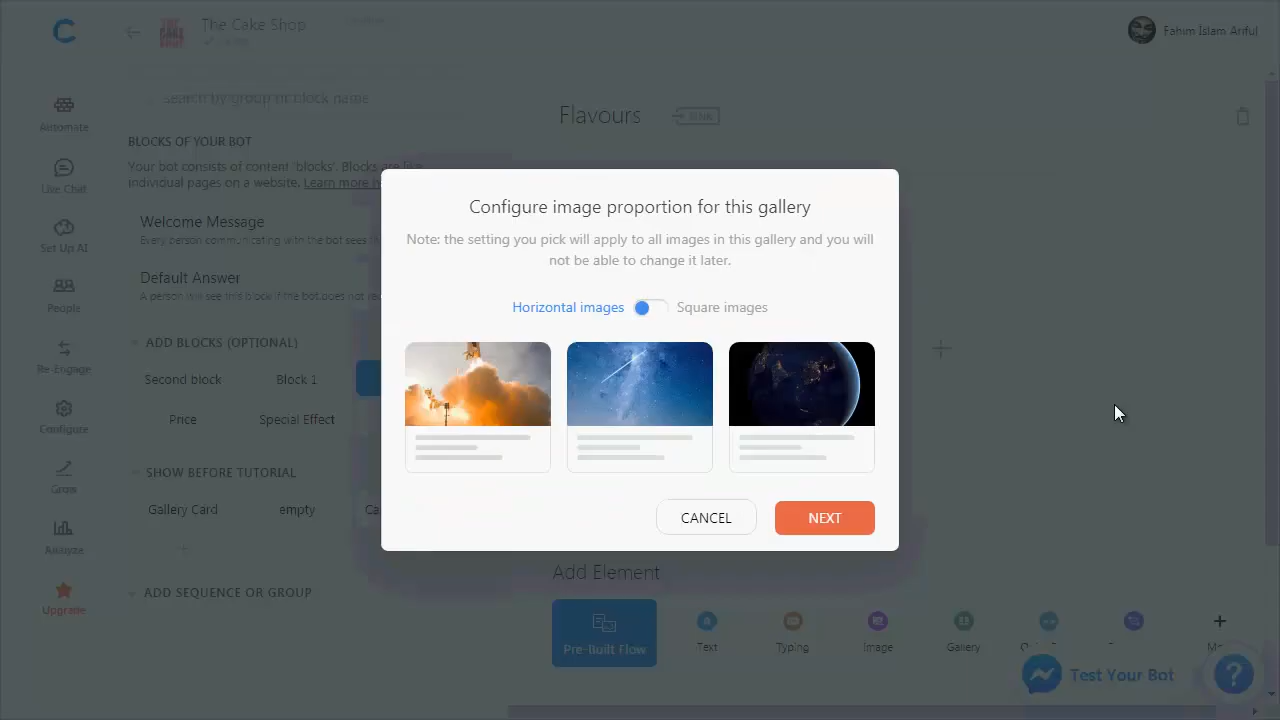 The Cake Shop
Fahim Islam Ariful
search by group or block name
Flavours
Automate
BLOCKS OF YOUR BOT
Your bot consists of content 'blocks'. Blocks are like
individual pages on a website. Learn more
Live Chat
Configure image proportion for this gallery
Note: the setting you pick will apply to all images in this gallery and you will
not be able to change it later.
Welcome Message
Every person communicating with the bot sees
Set Up AI
Default Answer
A person will see this block if the bot does not
People
Horizontal images
Square images
ADD BLOCKS (OPTIONAL)
Re-Engage
Second block
Block 1
Price
Special Effect
Configure
SHOW BEFORE TUTORIAL
Grow
Gallery Card
empty
Ca
CANCEL
NEXT
Analyze
Add Element
ADD SEQUENCE OR GROUP
Upgrade
Pre-Built Flow
Text
Typing
Image
Gallery
Test Your Bot
?